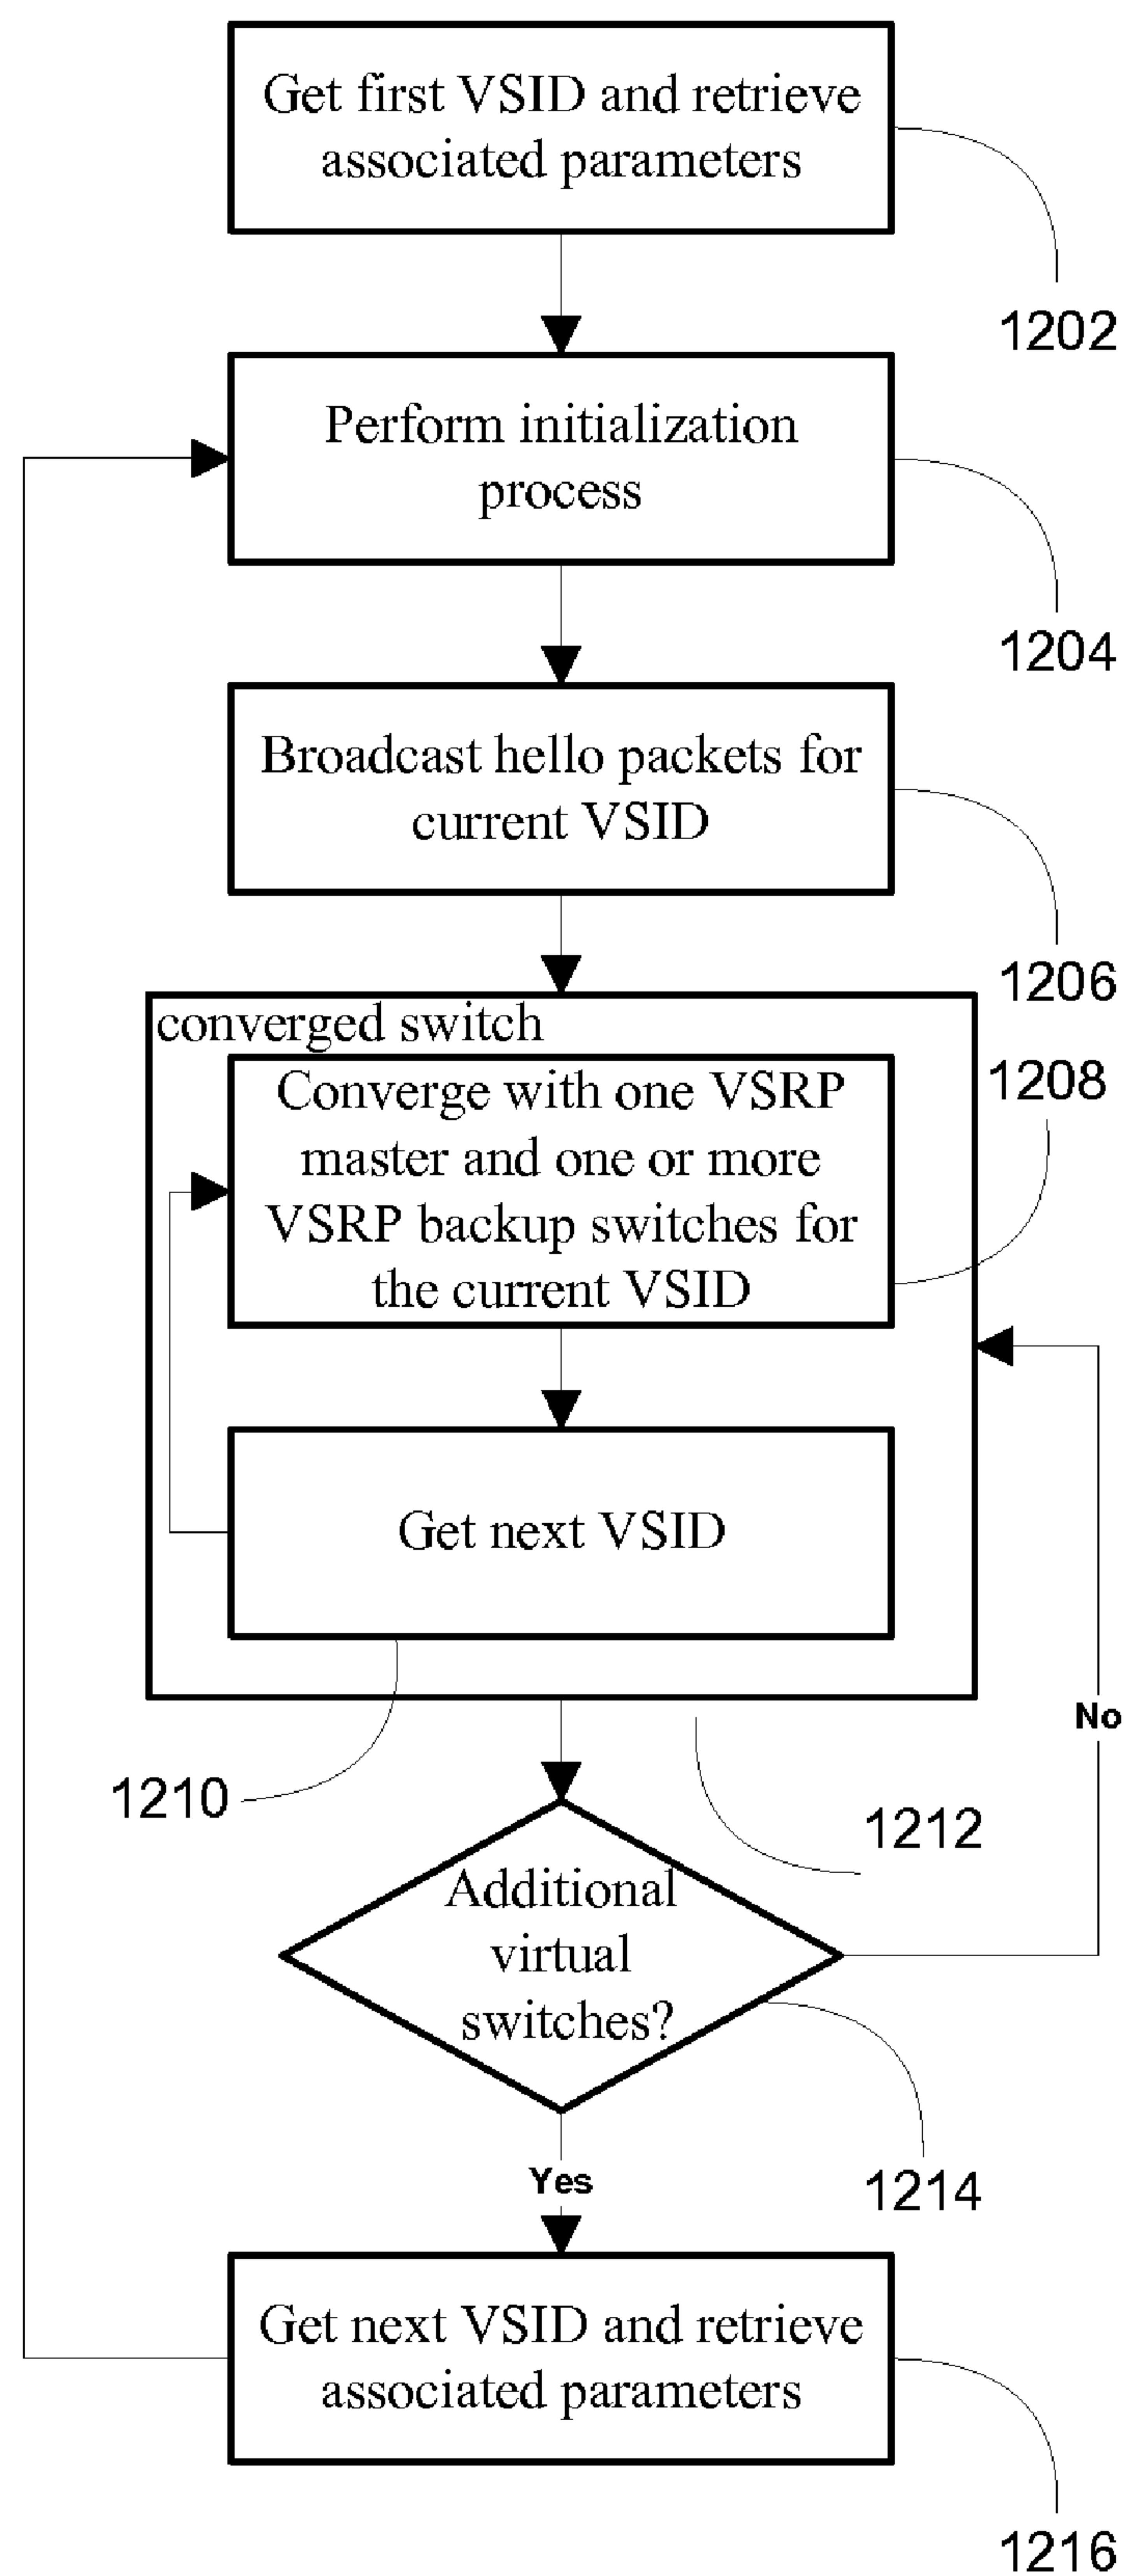 Get first VSID and retrieve
associated parameters
1202
Perform initialization
process
1204
Broadcast hello packets for
current VSID
1206
converged switch
1208
Converge with one VSRP
master and one or more
VSRP backup switches for
the current VSID
Get next VSID
No
1210
1212
Additional
virtual
switches?
1214
Yes
Get next VSID and retrieve
associated parameters
1216